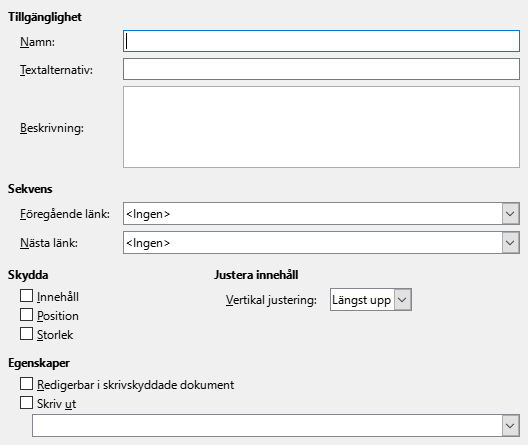 Tillgänglighet
Namn:
Textalternativ:
Beskrivning:
Sekvens
Föregående länk: <Ingen>
Nästa länk: <Ingen>
Skydda Justera innehåll
Innehåll Vertikal justering: Längst upp
Position
Storlek
Egenskaper
Redigerbar i skrivskyddade dokument
Skriv ut